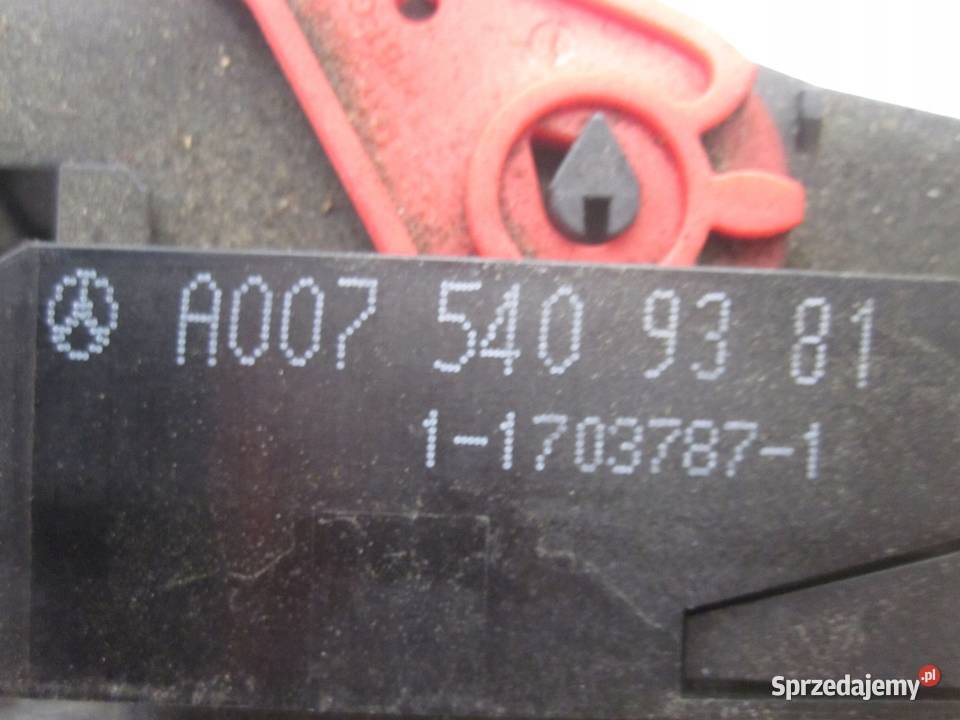 A007 540 93 81
1-1703787-1
Sprzedajemy.pl